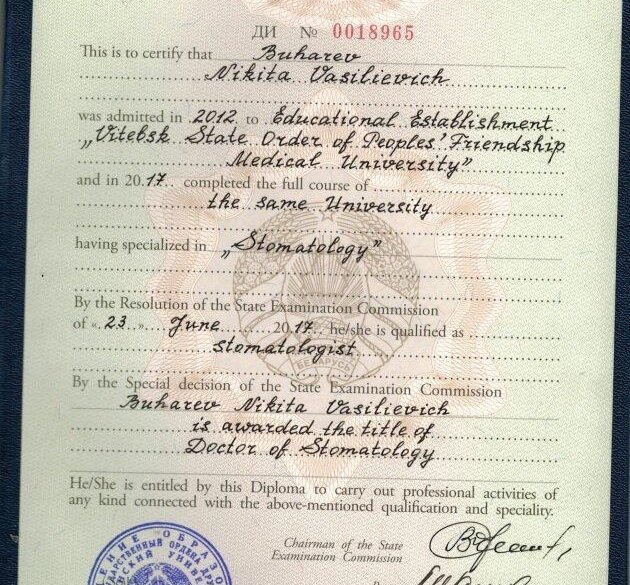 ДИ № 0018965
This is to certify that Buharev
Nikita Vasilievich
was admitted in 2012 to Educational Establishment
„Vitebsk State Order of Peoples' Friendship
Medical University”
and in 2017 completed the full course of
the same University
having specialized in „Stomatology”
By the Resolution of the State Examination Commission
of «23» June 2017 he/she is qualified as
stomatologist
БЕЛАРУСЬ
By the Special decision of the State Examination Commission
Buharev Nikita Vasilievich
is awarded the title of
Doctor of Stomatology
He/She is entitled by this Diploma to carry out professional activities of
any kind connected with the above-mentioned qualification and speciality.
Chairman of the State
Examination Commission